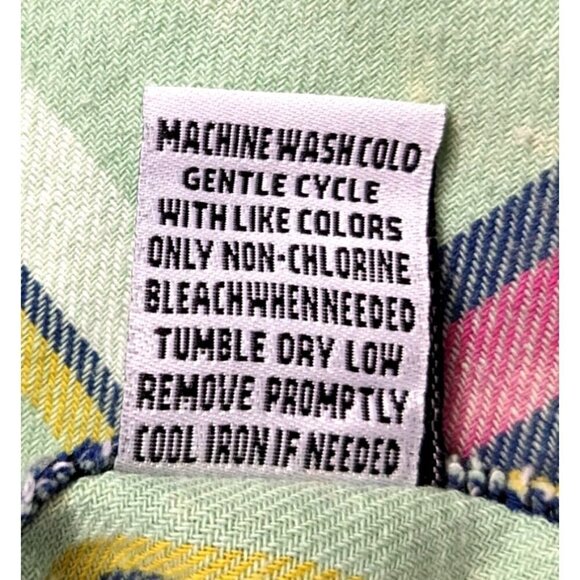 MACHINE WASH COLD
GENTLE CYCLE
WITH LIKE COLORS
ONLY NON-CHLORINE
BLEACH WHEN NEEDED
TUMBLE DRY LOW
REMOVE PROMPTLY
COOL IRON IF NEEDED